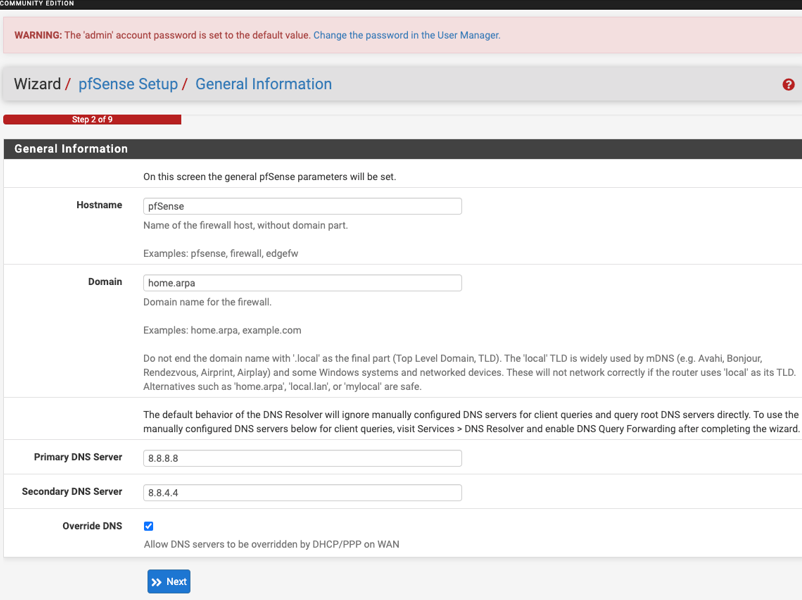 COMMUNITY EDITION
WARNING: The 'admin' account password is set to the default value. Change the password in the User Manager.
Wizard / pfSense Setup / General Information
?
Step 2 of 9
General Information
On this screen the general pfSense parameters will be set.
Hostname
pfSense
Name of the firewall host, without domain part.
Examples: pfsense, firewall, edgefw
Domain
home.arpa
Domain name for the firewall.
Examples: home.arpa, example.com
Do not end the domain name with '.local' as the final part (Top Level Domain, TLD). The 'local' TLD is widely used by mDNS (e.g. Avahi, Bonjour,
Rendezvous, Airprint, Airplay) and some Windows systems and networked devices. These will not network correctly if the router uses 'local' as its TLD.
Alternatives such as 'home.arpa', 'local.lan', or 'mylocal' are safe.
The default behavior of the DNS Resolver will ignore manually configured DNS servers for client queries and query root DNS servers directly. To use the
manually configured DNS servers below for client queries, visit Services > DNS Resolver and enable DNS Query Forwarding after completing the wizard.
Primary DNS Server
8.8.8.8
Secondary DNS Server
8.8.4.4
Override DNS
Allow DNS servers to be overridden by DHCP/PPP on WAN
Next